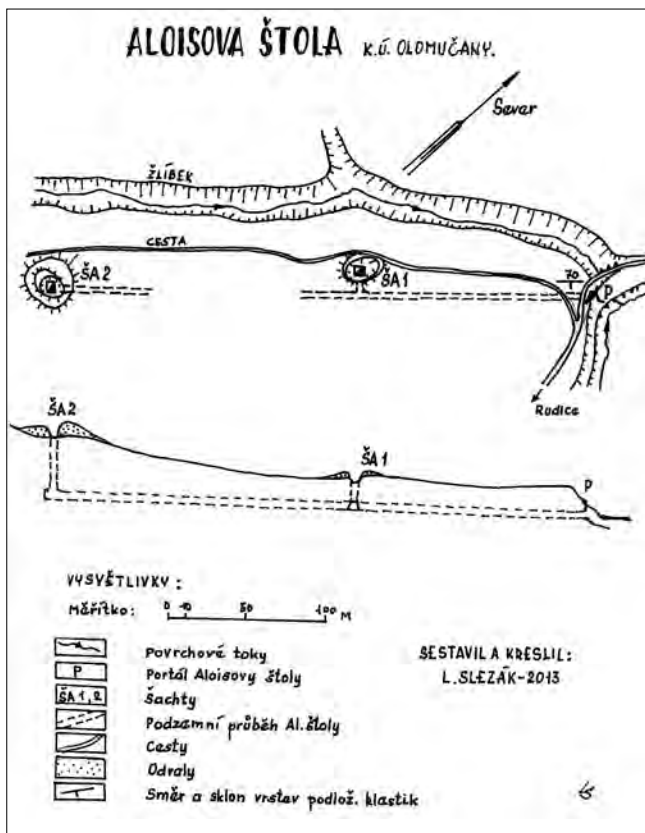 ALOISOVA ŠTOLA K.Ú. OLOMUČANY.
Sever
ŽLÍBEK
CESTA
ŠA2
ŠA1
70
P
Rudice
ŠA2
ŠA1
P
VYSVĚTLIVKY:
Měřítko: 0 10 50 100 M
Povrchové toky
P Portál Aloisovy štoly
ŠA 1,2 Šachty
Podzamní průběh Al. štoly
Cesty
Odvaly
Směr a sklon vrstev podlož. klastik
SESTAVIL A KRESLIL:
L. SLEZÁK-2013